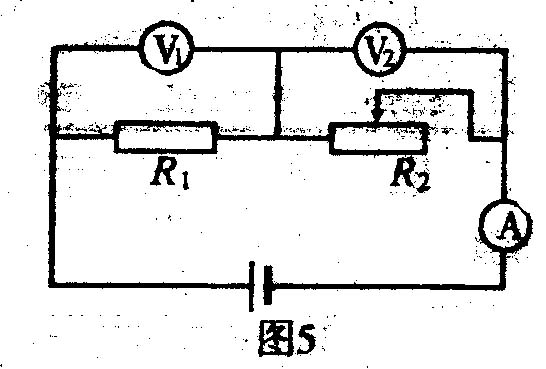 V₁ V₂
R₁ R₂
A
图5